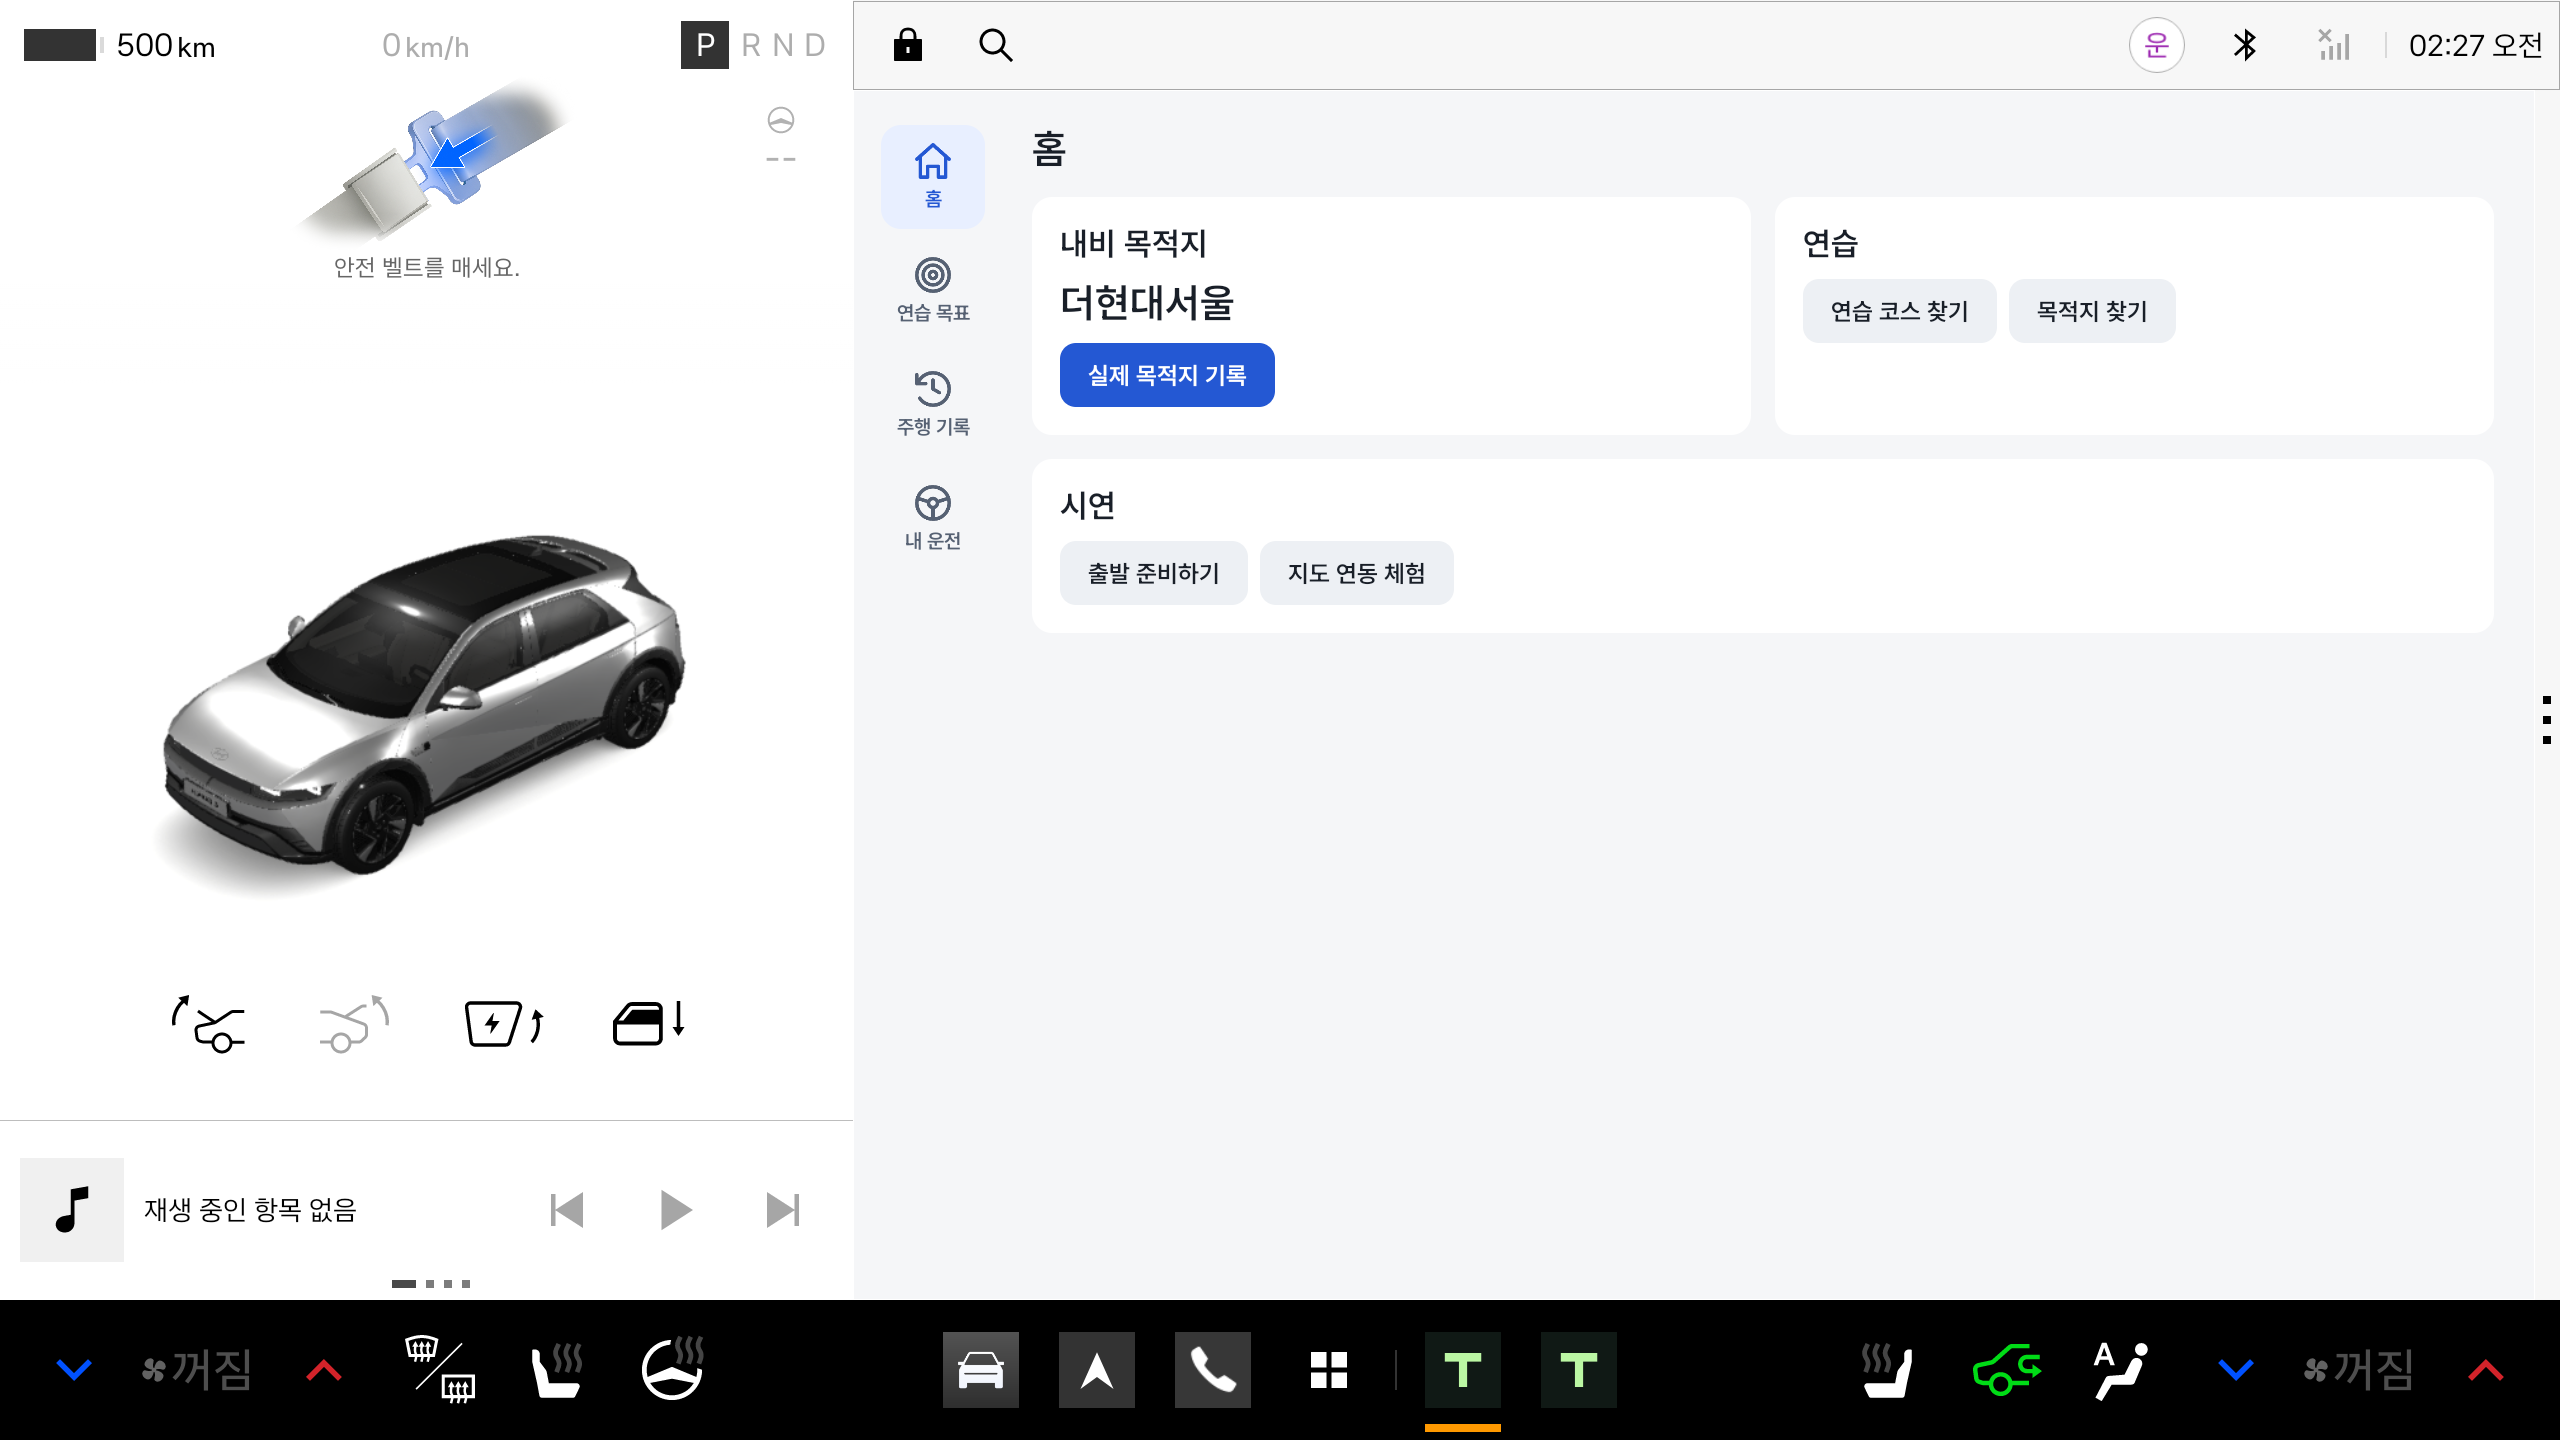 500 km
0 km/h
P R N D
운
02:27 오전
안전 벨트를 매세요.
--
홈
연습 목표
주행 기록
내 운전
홈
내비 목적지
더현대서울
실제 목적지 기록
연습
연습 코스 찾기
목적지 찾기
시연
출발 준비하기
지도 연동 체험
재생 중인 항목 없음
꺼짐
T
T
A
꺼짐